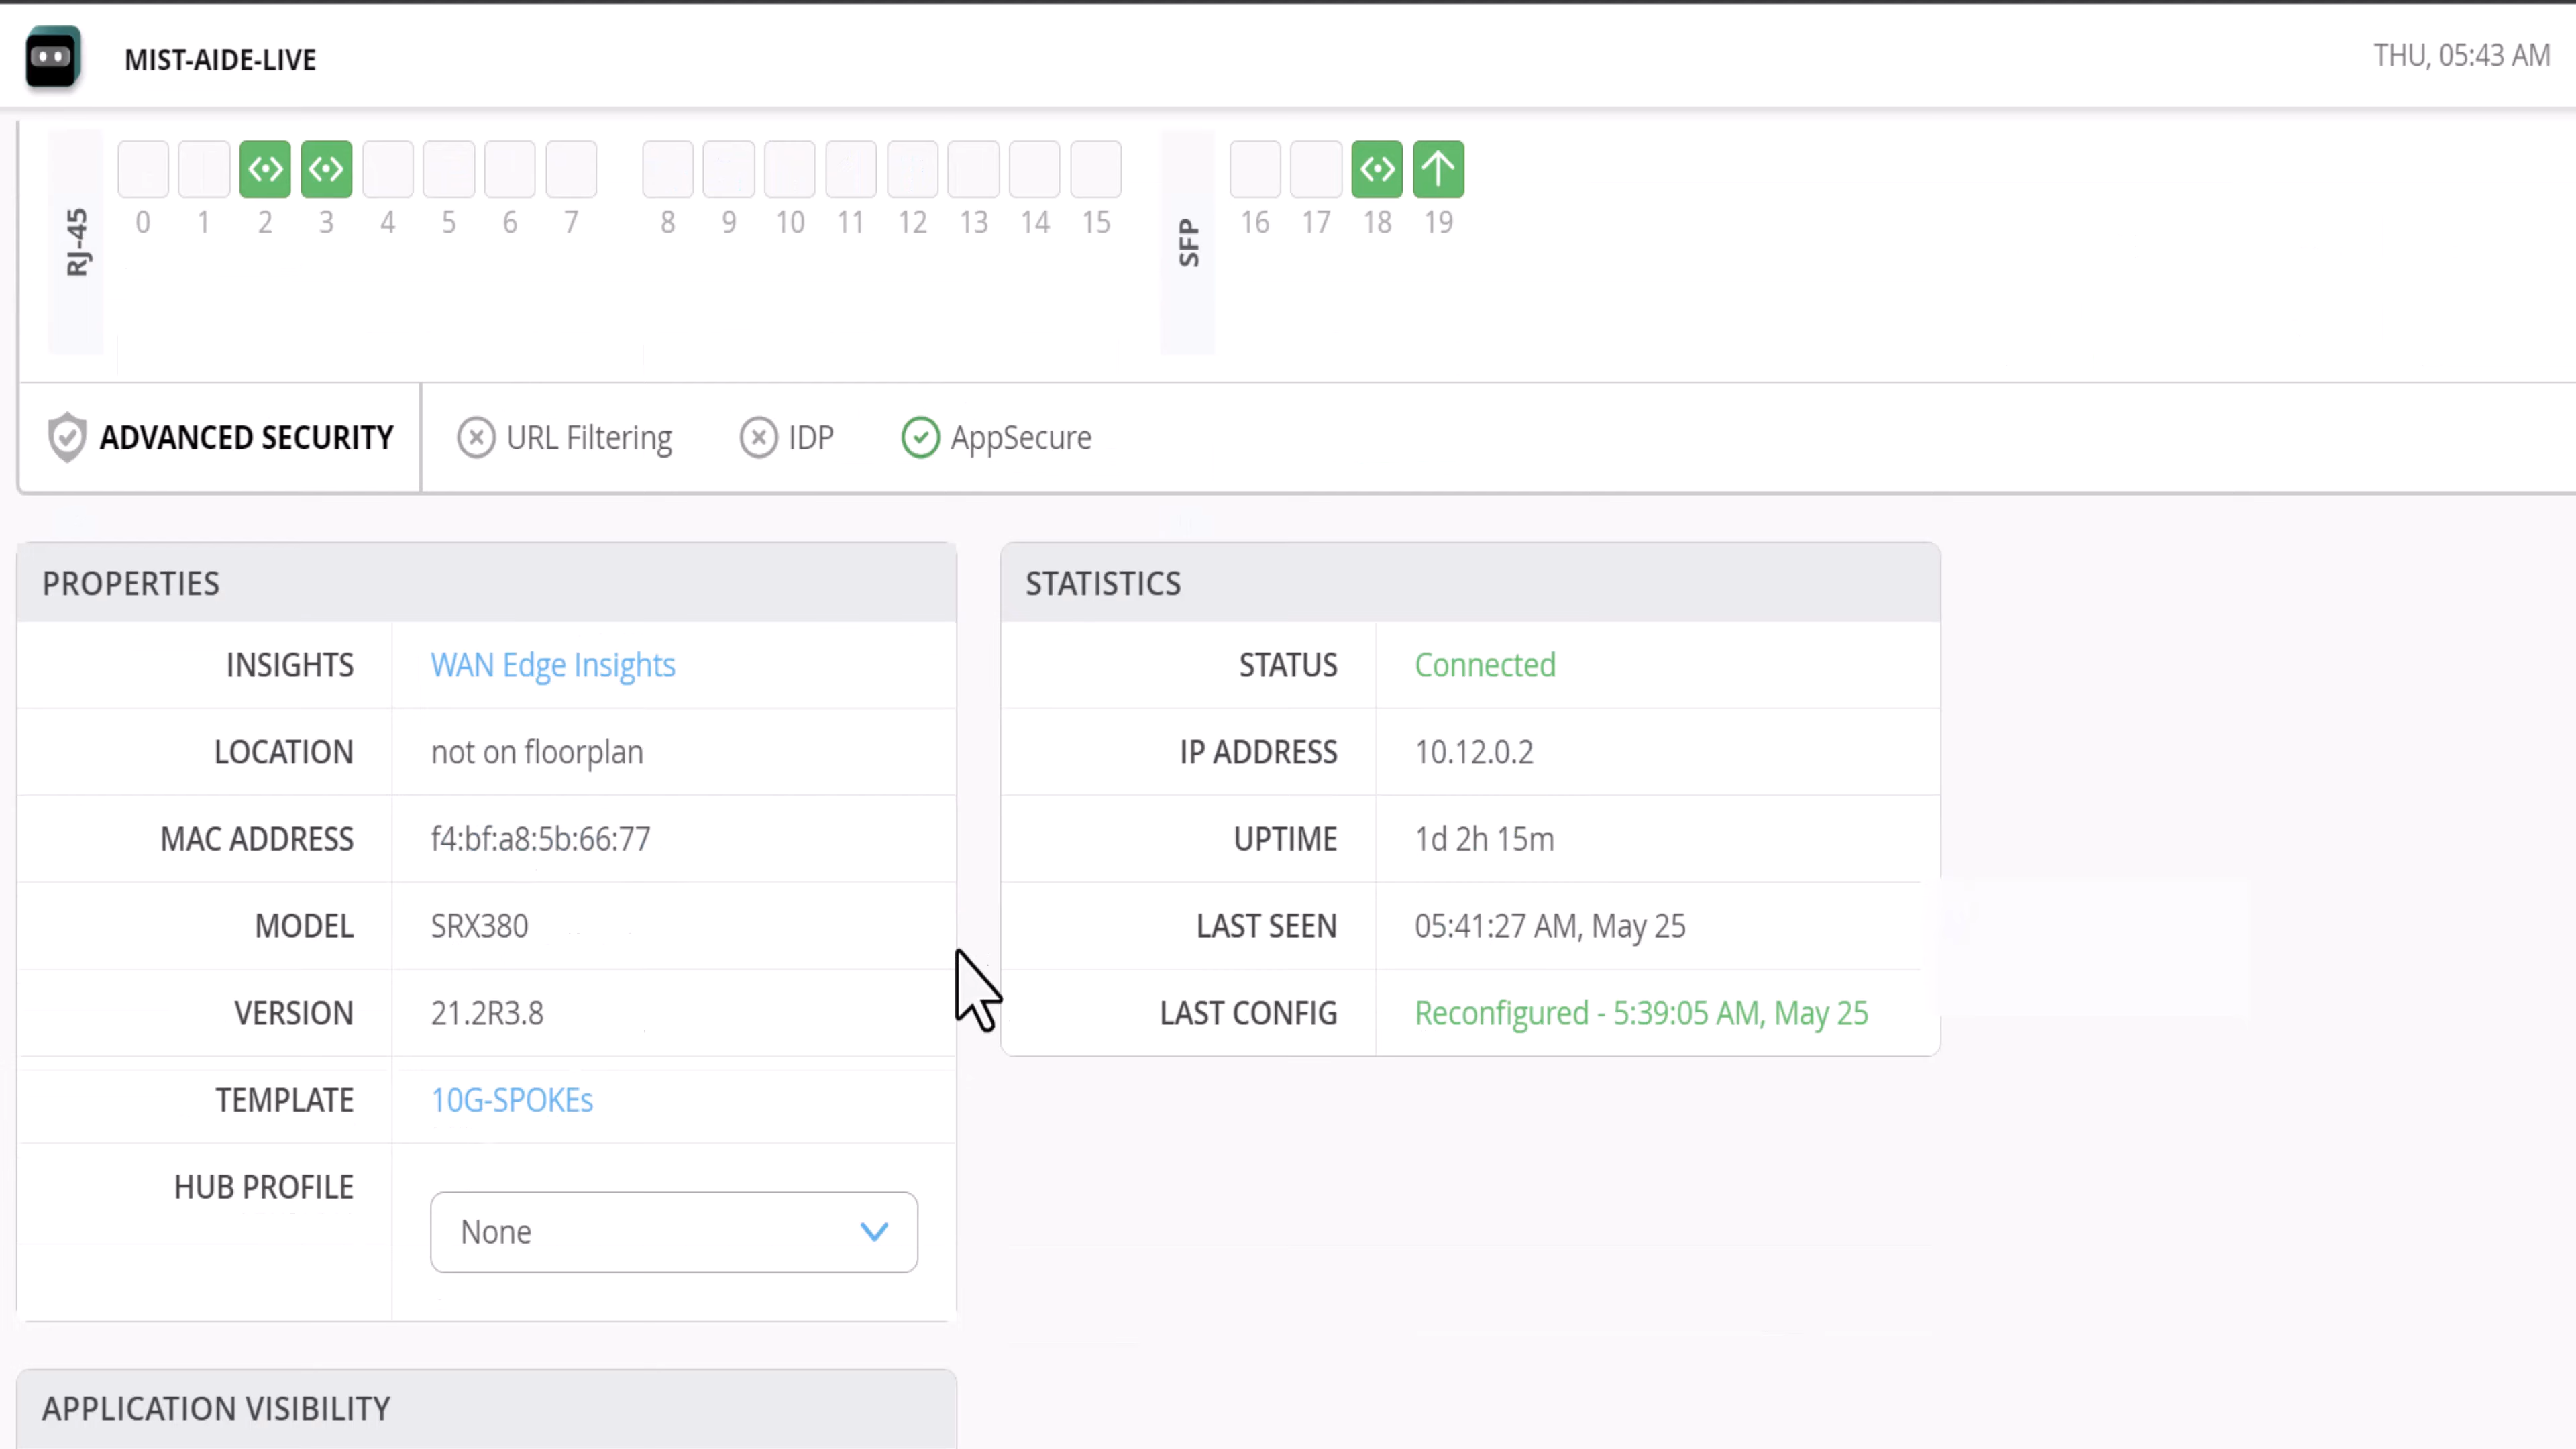 MIST-AIDE-LIVE
THU, 05:43 AM
RJ-45
0 1 2 3 4 5 6 7 8 9 10 11 12 13 14 15
SFP
16 17 18 19
ADVANCED SECURITY
URL Filtering
IDP
AppSecure
PROPERTIES
INSIGHTS WAN Edge Insights
LOCATION not on floorplan
MAC ADDRESS f4:bf:a8:5b:66:77
MODEL SRX380
VERSION 21.2R3.8
TEMPLATE 10G-SPOKEs
HUB PROFILE
None
STATISTICS
STATUS Connected
IP ADDRESS 10.12.0.2
UPTIME 1d 2h 15m
LAST SEEN 05:41:27 AM, May 25
LAST CONFIG Reconfigured - 5:39:05 AM, May 25
APPLICATION VISIBILITY